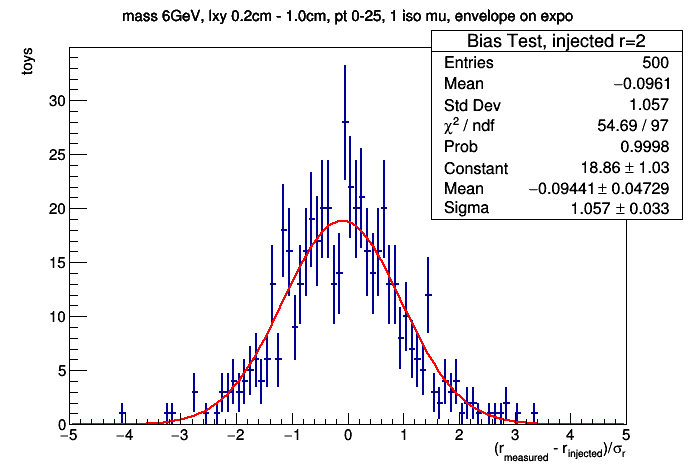 mass 6GeV, lxy 0.2cm - 1.0cm, pt 0-25, 1 iso mu, envelope on expo
Bias Test, injected r=2
Entries 500
Mean −0.0961
Std Dev 1.057
χ² / ndf 54.69 / 97
Prob 0.9998
Constant 18.86 ± 1.03
Mean −0.09441 ± 0.04729
Sigma 1.057 ± 0.033
toys
30
25
20
15
10
5
0
−5 −4 −3 −2 −1 0 1 2 3 4 5
(r_measured - r_injected)/σ_r